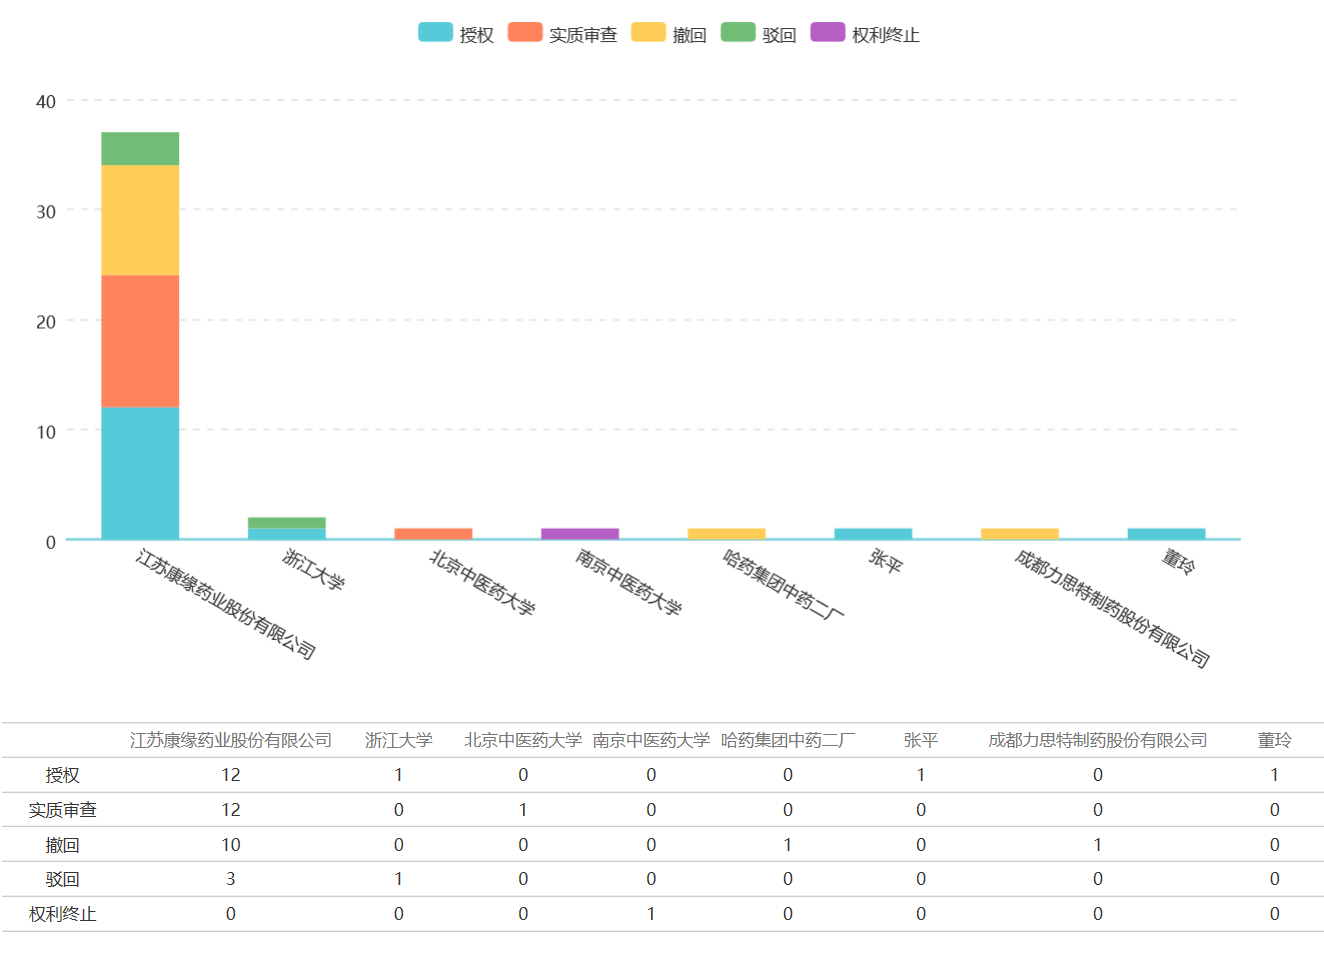 授权 实质审查 撤回 驳回 权利终止
40
30
20
10
0
江苏康缘药业股份有限公司
浙江大学
北京中医药大学
南京中医药大学
哈药集团中药二厂
张平
成都力思特制药股份有限公司
董玲
江苏康缘药业股份有限公司 浙江大学 北京中医药大学 南京中医药大学 哈药集团中药二厂 张平 成都力思特制药股份有限公司 董玲
授权 12 1 0 0 0 1 0 1
实质审查 12 0 1 0 0 0 0 0
撤回 10 0 0 0 1 0 1 0
驳回 3 1 0 0 0 0 0 0
权利终止 0 0 0 1 0 0 0 0